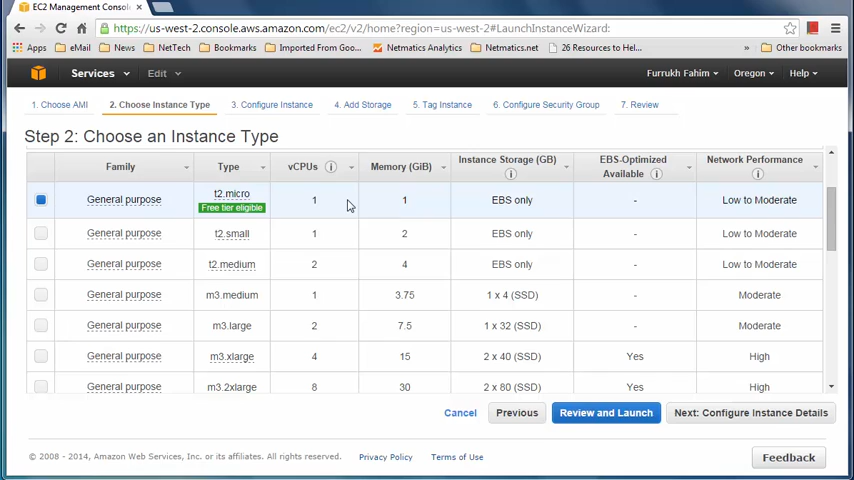 EC2 Management Consol
https://us-west-2.console.aws.amazon.com/ec2/v2/home?region=us-west-2#LaunchInstanceWizard:
Apps eMail News NetTech Bookmarks Imported From Goo... Netmatics Analytics Netmatics.net 26 Resources to Hel... » Other bookmarks
Services Edit Furrukh Fahim Oregon Help
1. Choose AMI 2. Choose Instance Type 3. Configure Instance 4. Add Storage 5. Tag Instance 6. Configure Security Group 7. Review
Step 2: Choose an Instance Type
Family Type vCPUs i Memory (GiB) Instance Storage (GB) i EBS-Optimized Available i Network Performance i
General purpose t2.micro Free tier eligible 1 1 EBS only - Low to Moderate
General purpose t2.small 1 2 EBS only - Low to Moderate
General purpose t2.medium 2 4 EBS only - Low to Moderate
General purpose m3.medium 1 3.75 1 x 4 (SSD) - Moderate
General purpose m3.large 2 7.5 1 x 32 (SSD) - Moderate
General purpose m3.xlarge 4 15 2 x 40 (SSD) Yes High
General purpose m3.2xlarge 8 30 2 x 80 (SSD) Yes High
Cancel Previous Review and Launch Next: Configure Instance Details
© 2008 - 2014, Amazon Web Services, Inc. or its affiliates. All rights reserved. Privacy Policy Terms of Use Feedback